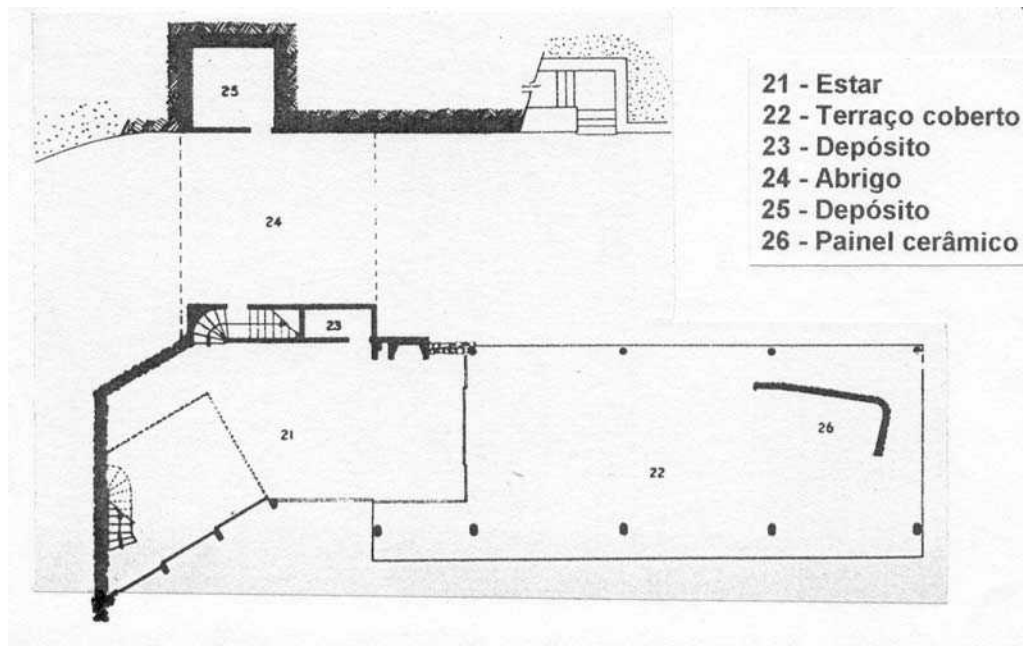 21 - Estar
22 - Terraço coberto
23 - Depósito
24 - Abrigo
25 - Depósito
26 - Painel cerâmico
25
24
23
21
26
22